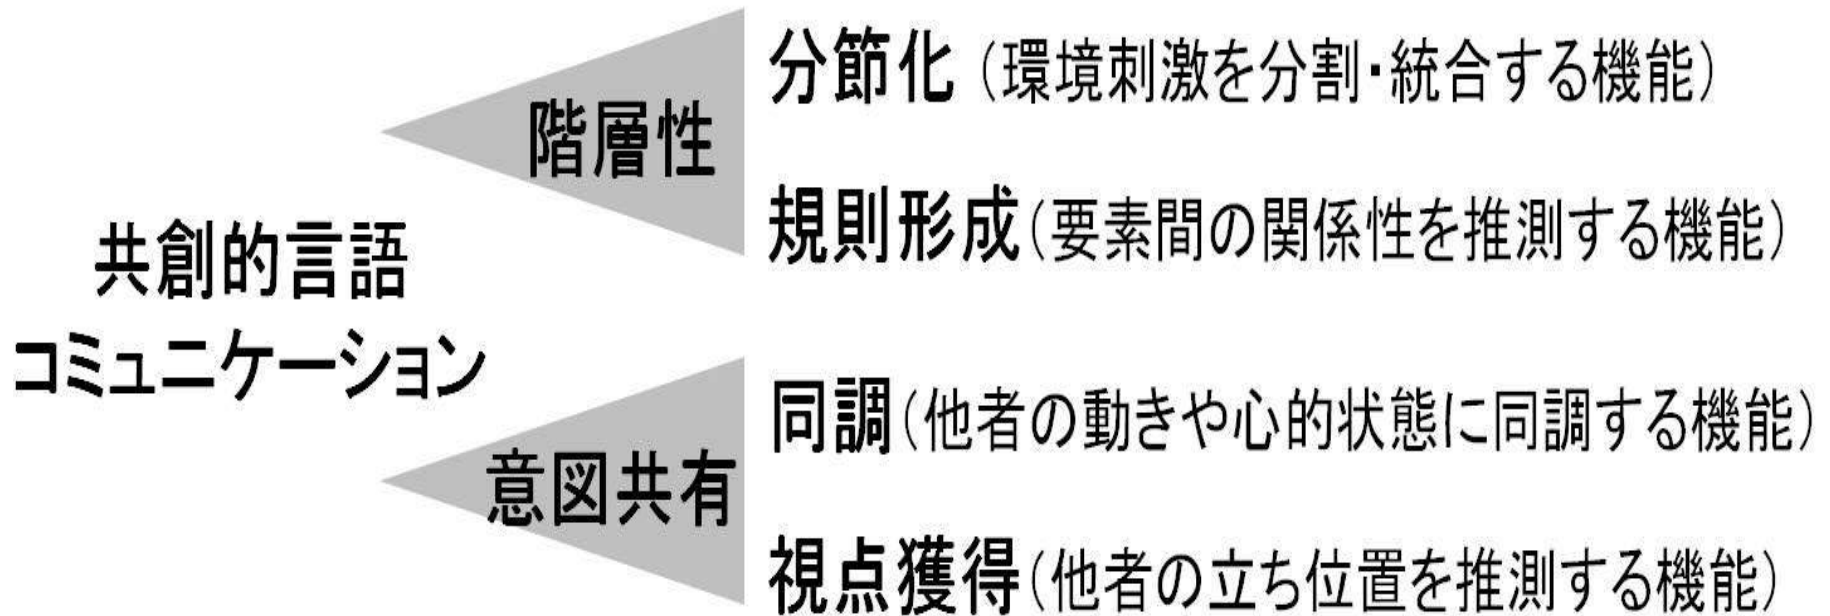 分節化（環境刺激を分割・統合する機能）
階層性
規則形成（要素間の関係性を推測する機能）
共創的言語
コミュニケーション
同調（他者の動きや心的状態に同調する機能）
意図共有
視点獲得（他者の立ち位置を推測する機能）